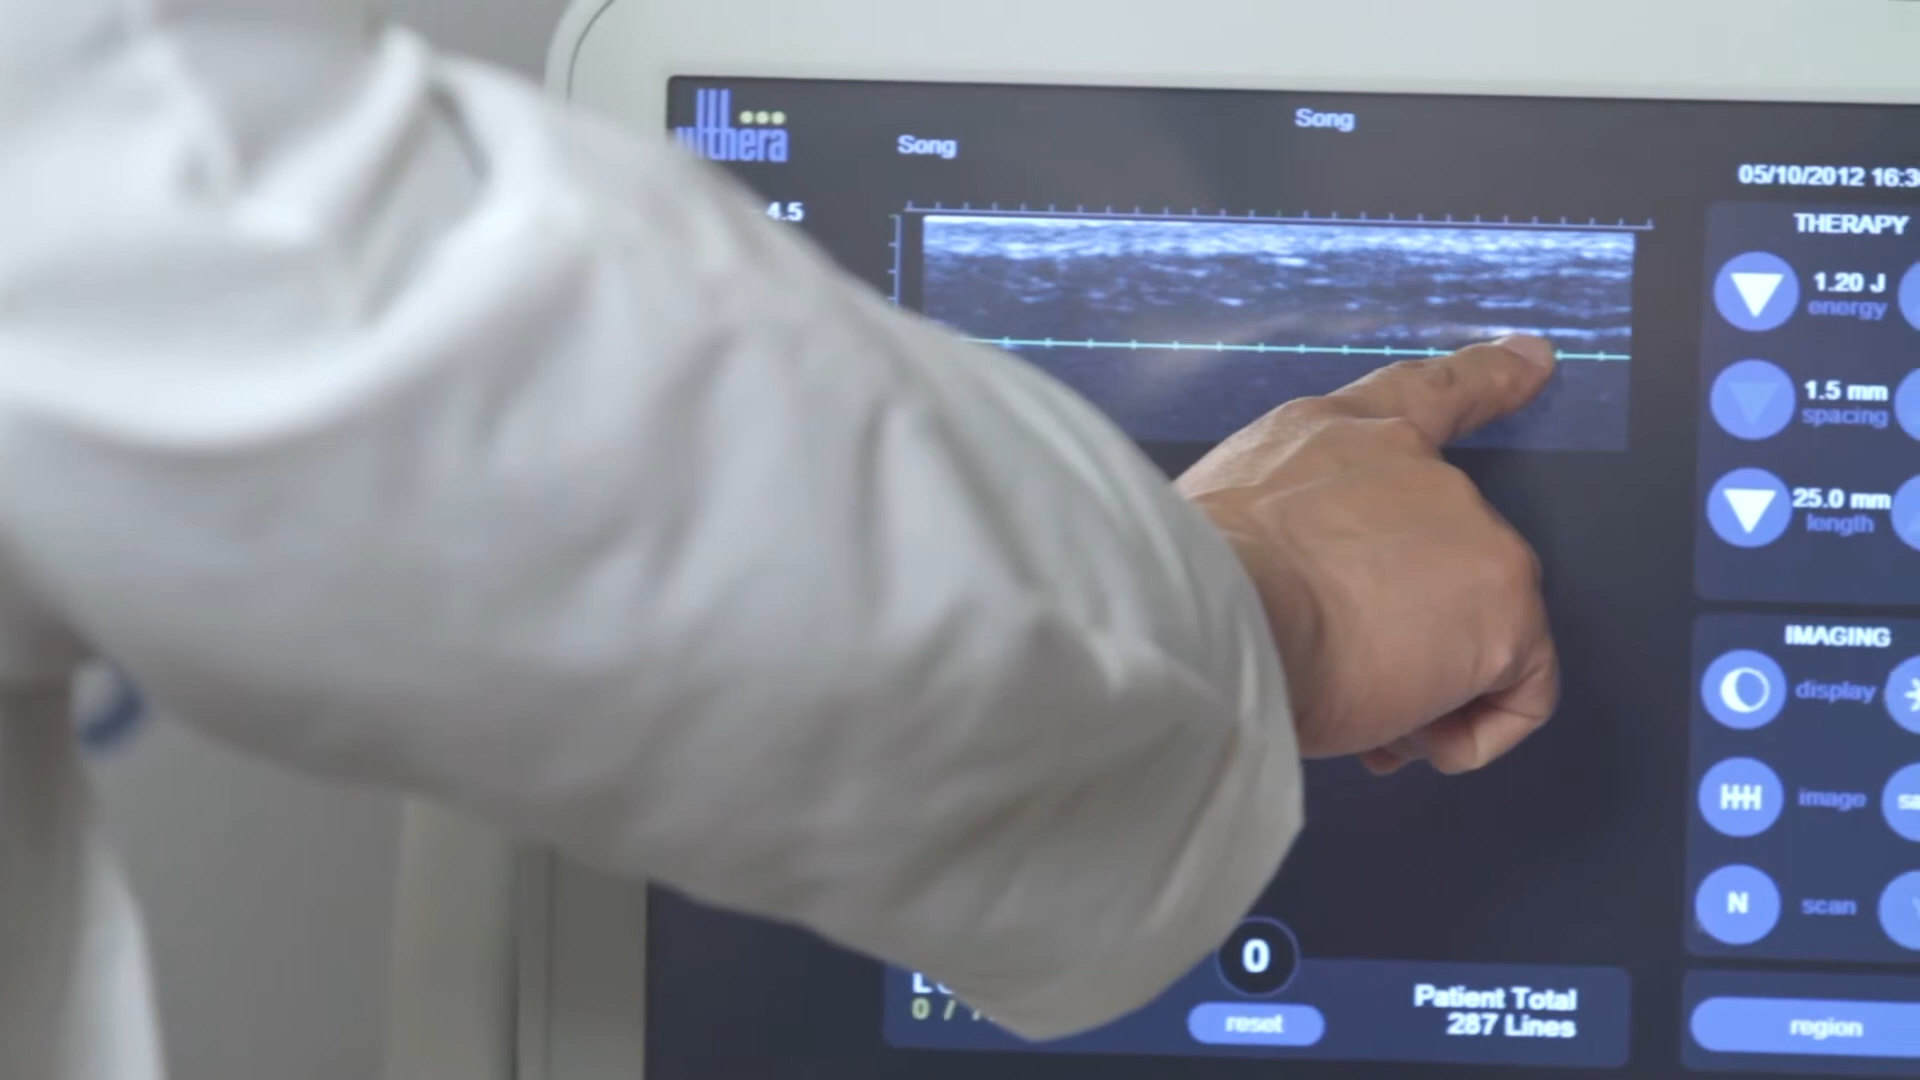 ulthera
Song
Song
05/10/2012 16:3
4.5
THERAPY
1.20 J
energy
1.5 mm
spacing
25.0 mm
length
IMAGING
display
image
scan
N
0
0 /
reset
Patient Total
287 Lines
region